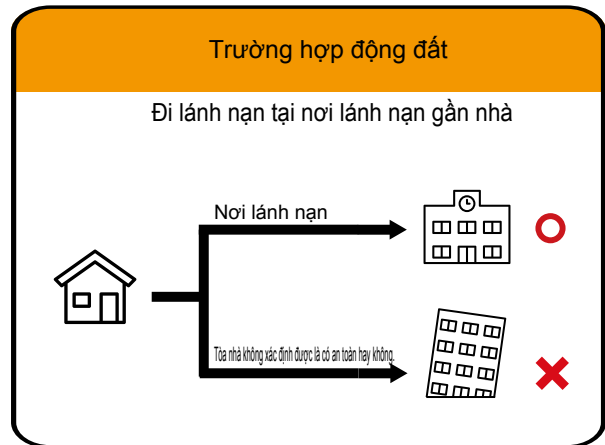 Trường hợp động đất
Đi lánh nạn tại nơi lánh nạn gần nhà
Nơi lánh nạn
Tòa nhà không xác định được là có an toàn hay không.